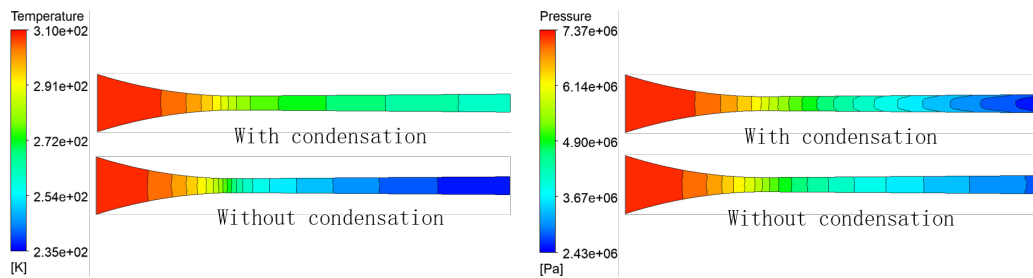 Temperature
3.10e+02
2.91e+02
2.72e+02
2.54e+02
2.35e+02
[K]
With condensation
Without condensation
Pressure
7.37e+06
6.14e+06
4.90e+06
3.67e+06
2.43e+06
[Pa]
With condensation
Without condensation